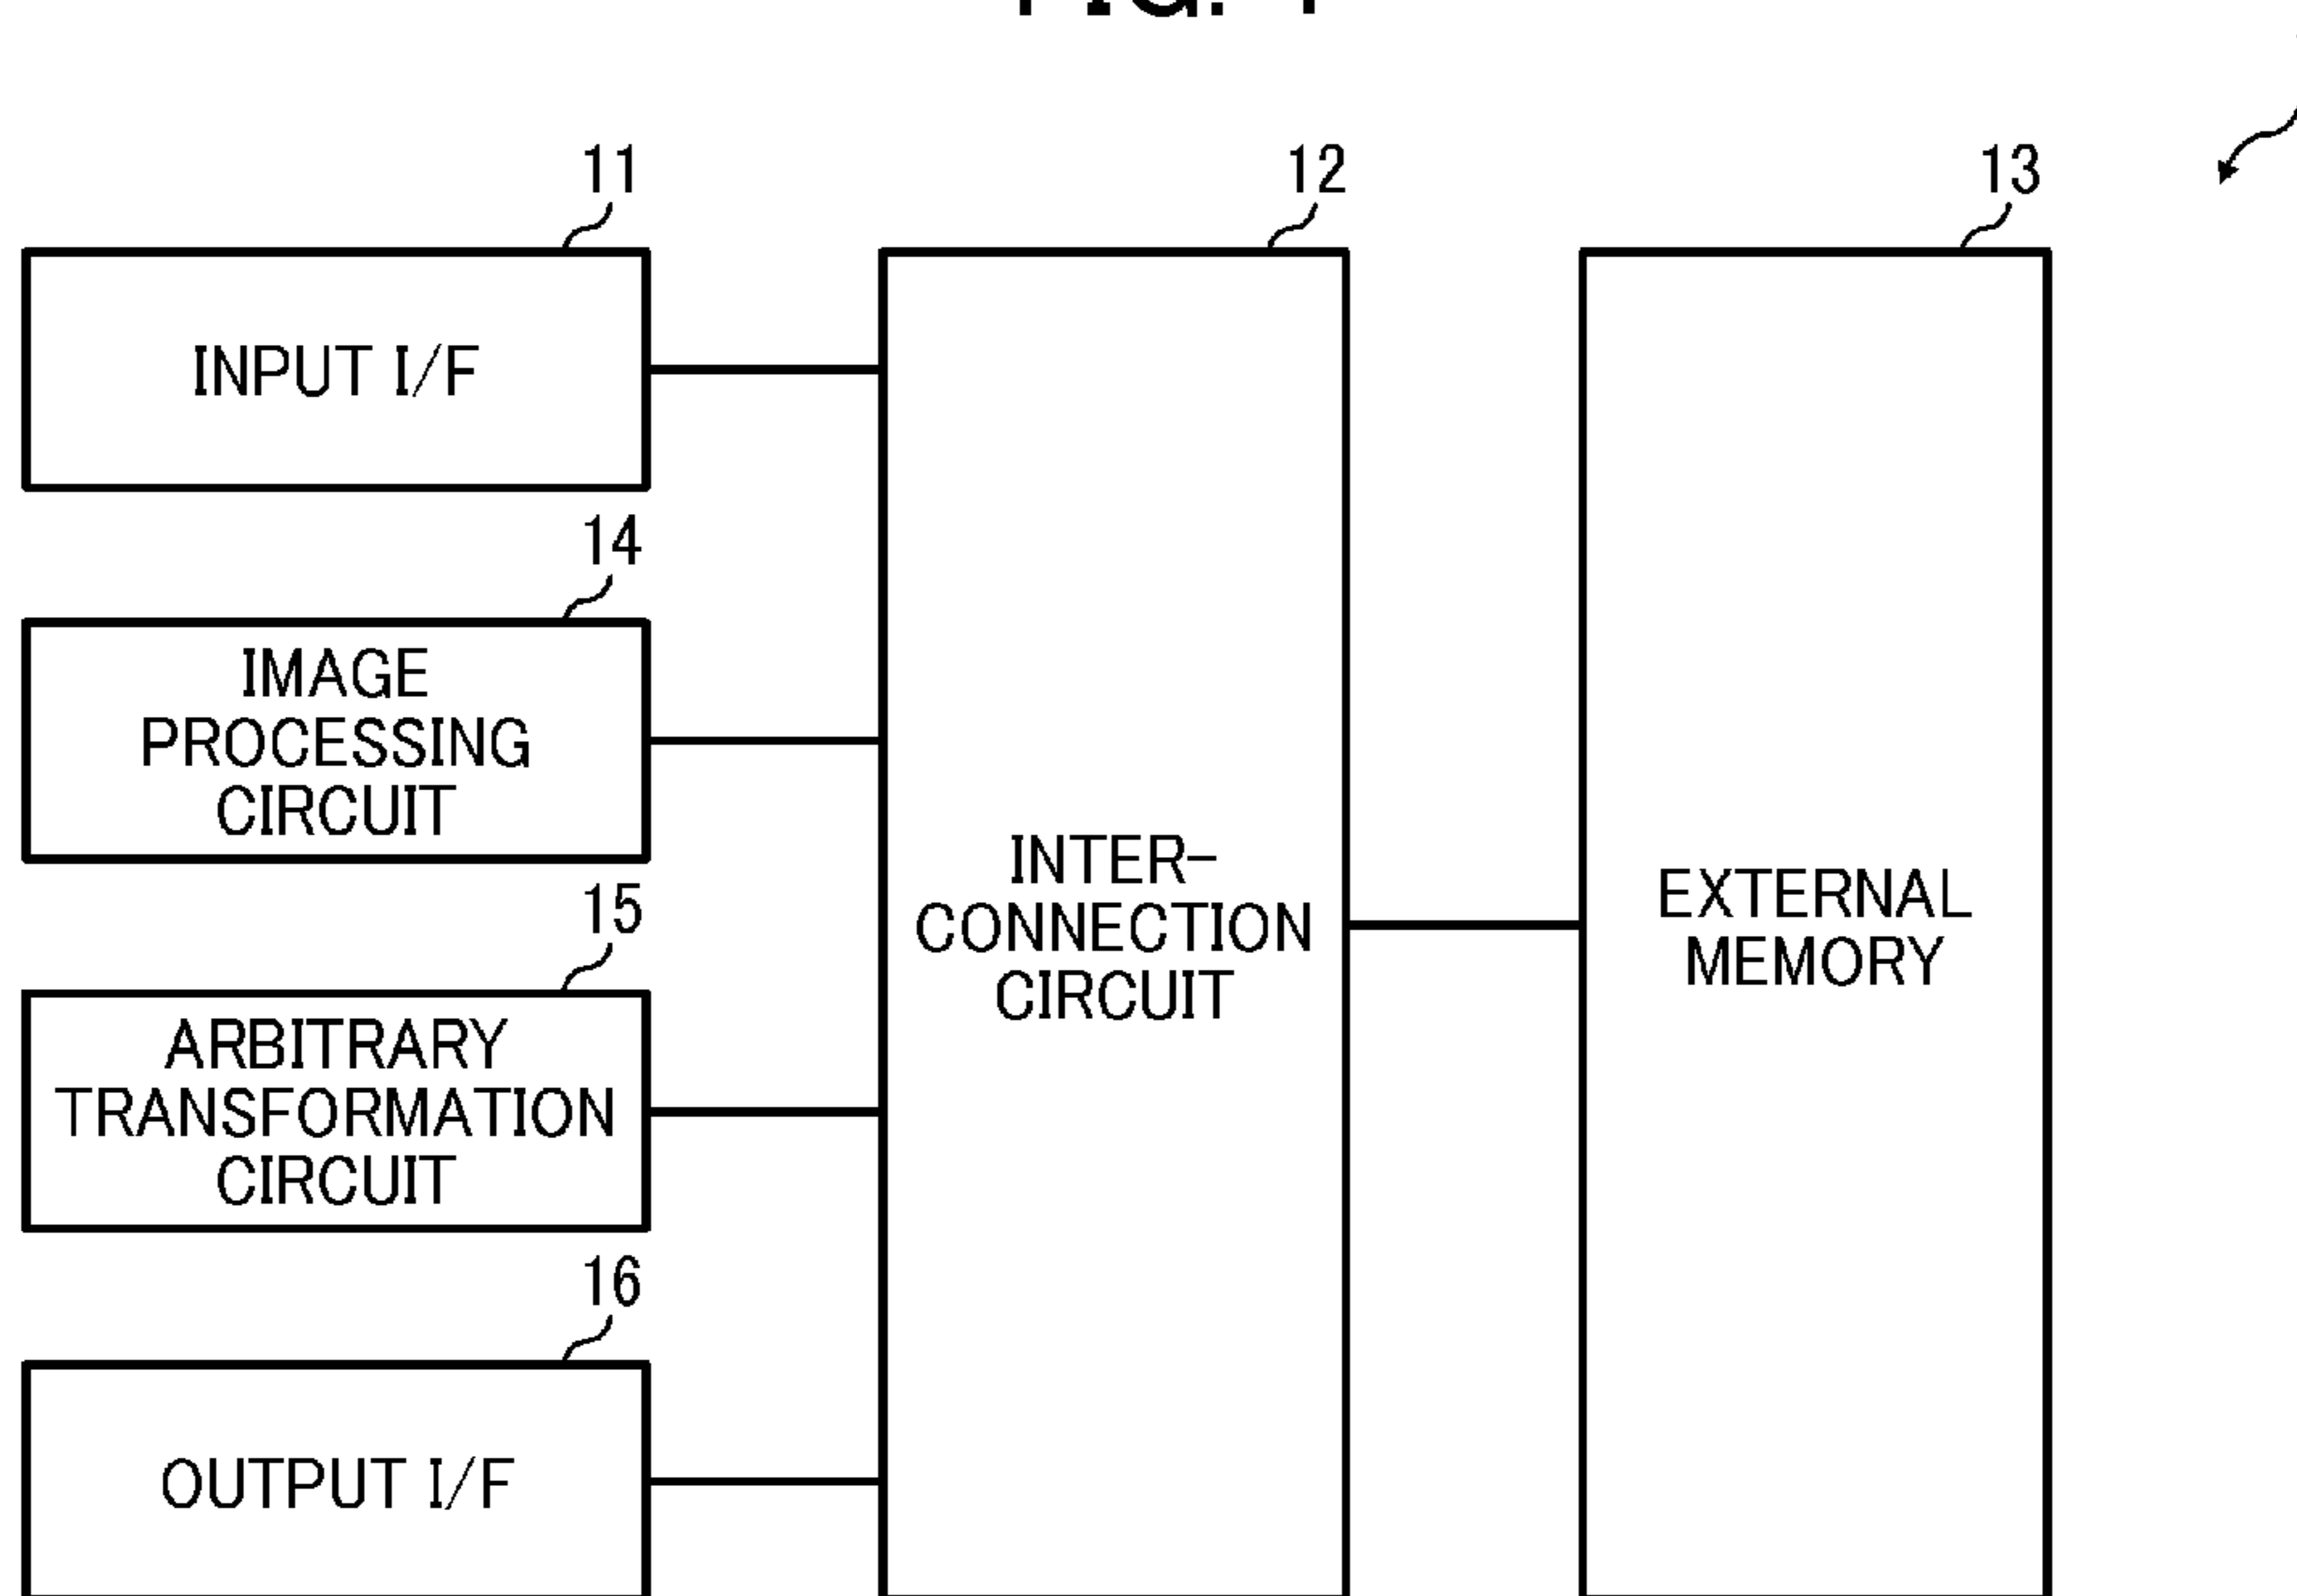 11
12
13
INPUT I/F
14
IMAGE
PROCESSING
CIRCUIT
15
ARBITRARY
TRANSFORMATION
CIRCUIT
16
OUTPUT I/F
INTER-
CONNECTION
CIRCUIT
EXTERNAL
MEMORY